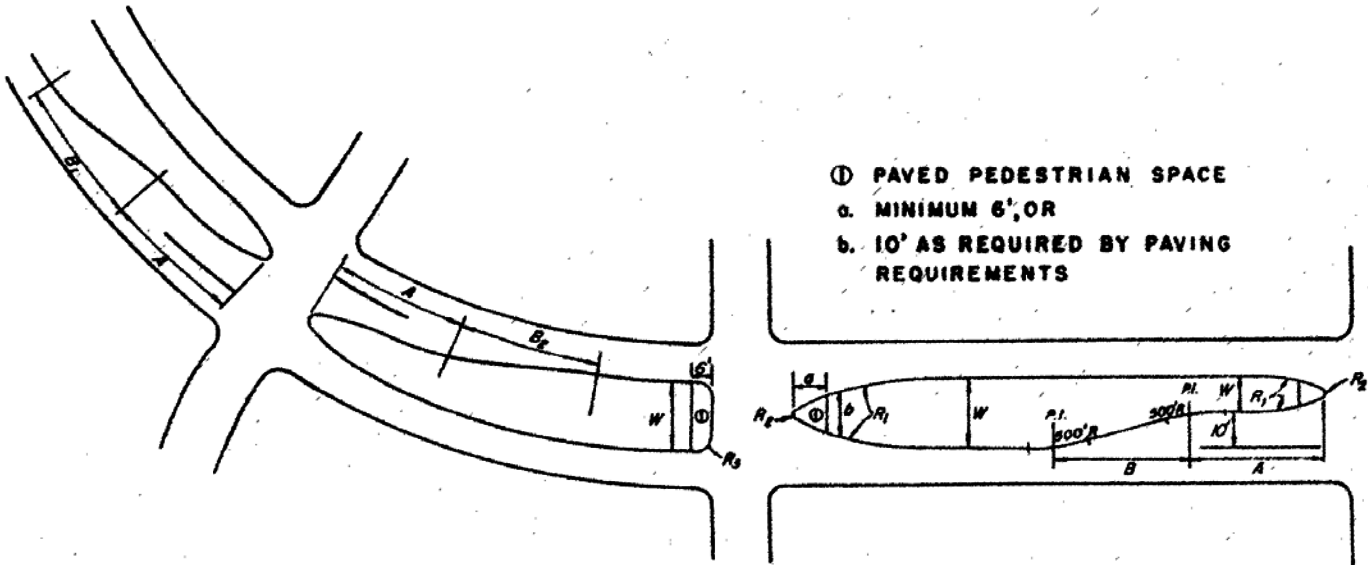 ① PAVED PEDESTRIAN SPACE
a. MINIMUM 6', OR
b. 10' AS REQUIRED BY PAVING
REQUIREMENTS
B1
A
A
B2
6'
W
①
R3
a
R2
①
b
R1
W
P.I.
500'R
500'R
P.I.
W
R1
R2
10'
B
A